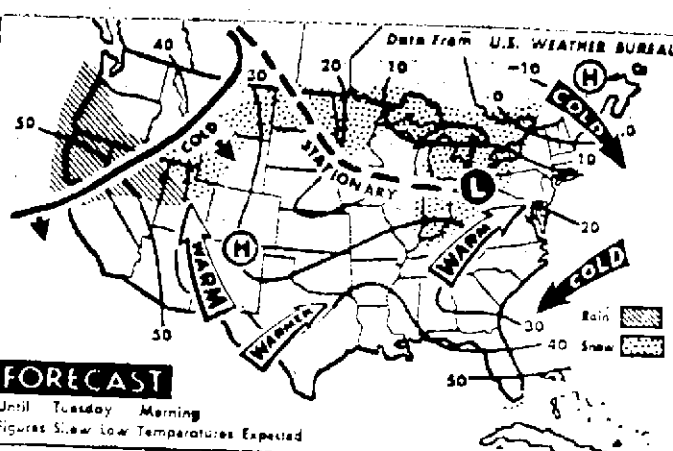 Data From U.S. WEATHER BUREAU
40
30
20
10
-10
H
COLD
0
0
50
COLD
STATIONARY
10
L
20
H
WARM
WARM
COLD
WARMER
50
30
Rain
40
Snow
50
FORECAST
Until Tuesday Morning
Figures Show Low Temperatures Expected